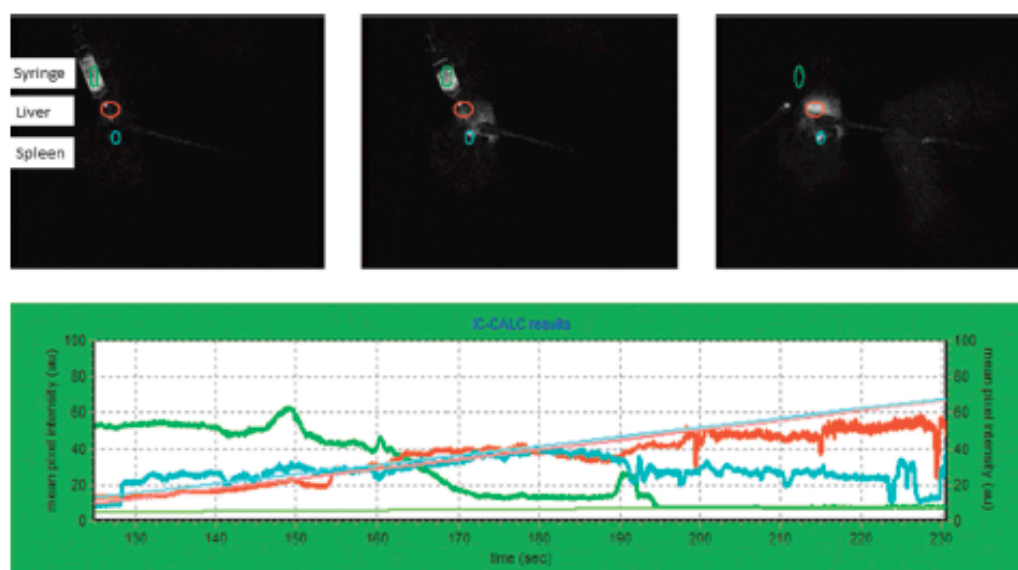 Syringe
Liver
Spleen
IC-CALC results
mean pixel intensity (au)
100
80
60
40
20
0
100
80
60
40
20
0
mean pixel intensity (au)
130 140 150 160 170 180 190 200 210 220 230
time (sec)